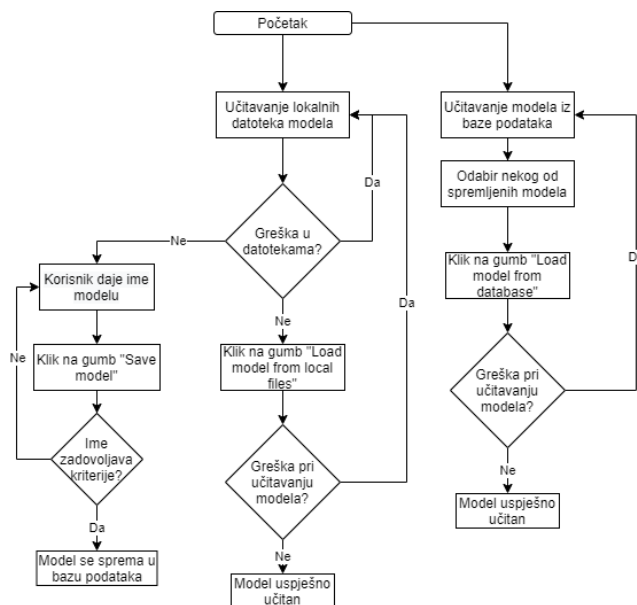 Početak
Učitavanje lokalnih
datoteka modela
Učitavanje modela iz
baze podataka
Odabir nekog od
spremljenih modela
Da
Greška u
datotekama?
Ne
Korisnik daje ime
modelu
Klik na gumb "Load
model from
database"
D
Da
Ne
Ne
Klik na gumb "Save
model"
Klik na gumb "Load
model from local
files"
Greška pri
učitavanju
modela?
Ime
zadovoljava
kriterije?
Greška pri
učitavanju
modela?
Ne
Da
Model uspješno
učitan
Ne
Model se sprema u
bazu podataka
Model uspješno
učitan